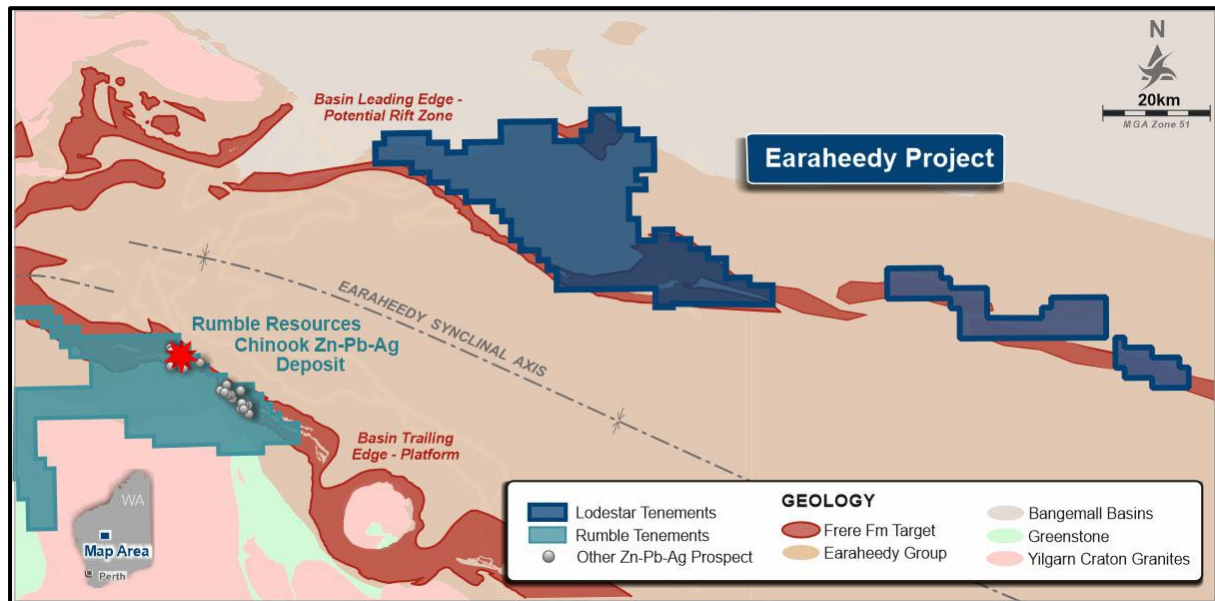 Basin Leading Edge -
Potential Rift Zone
N
20km
MGA Zone 51
Earaheedy Project
EARAHEEDY SYNCLINAL AXIS
Rumble Resources
Chinook Zn-Pb-Ag
Deposit
Basin Trailing
Edge - Platform
WA
Map Area
Perth
Lodestar Tenements
Rumble Tenements
Other Zn-Pb-Ag Prospect
GEOLOGY
Frere Fm Target
Earaheedy Group
Bangemall Basins
Greenstone
Yilgarn Craton Granites